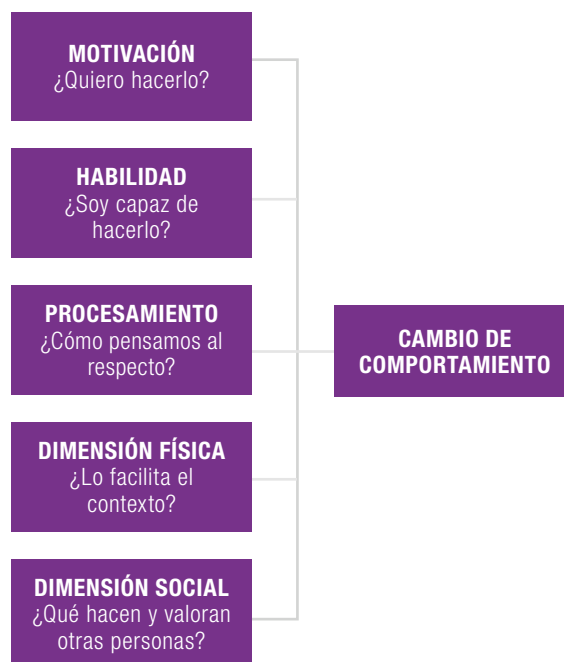 MOTIVACIÓN
¿Quiero hacerlo?
HABILIDAD
¿Soy capaz de
hacerlo?
PROCESAMIENTO
¿Cómo pensamos al
respecto?
DIMENSIÓN FÍSICA
¿Lo facilita el
contexto?
DIMENSIÓN SOCIAL
¿Qué hacen y valoran
otras personas?
CAMBIO DE
COMPORTAMIENTO